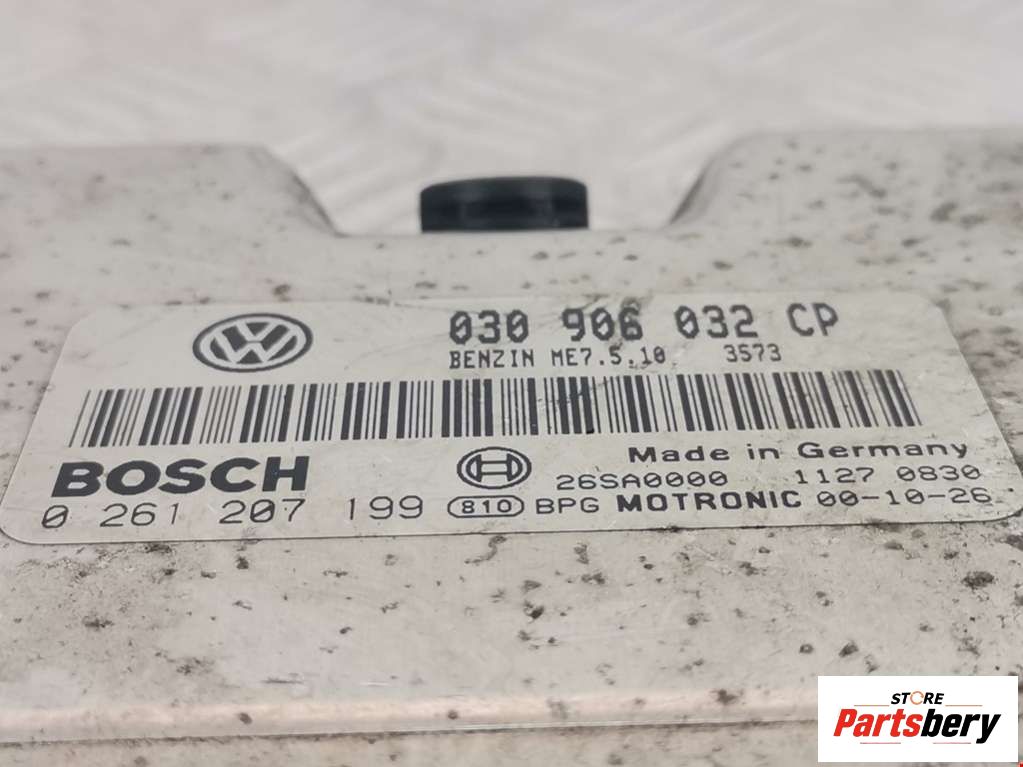 030 906 032 CP
BENZIN ME7.5.10 3573
Made in Germany
BOSCH
26SA0000 1127 0830
0 261 207 199 810 BPG MOTRONIC 00-10-26
STORE
Partsbery